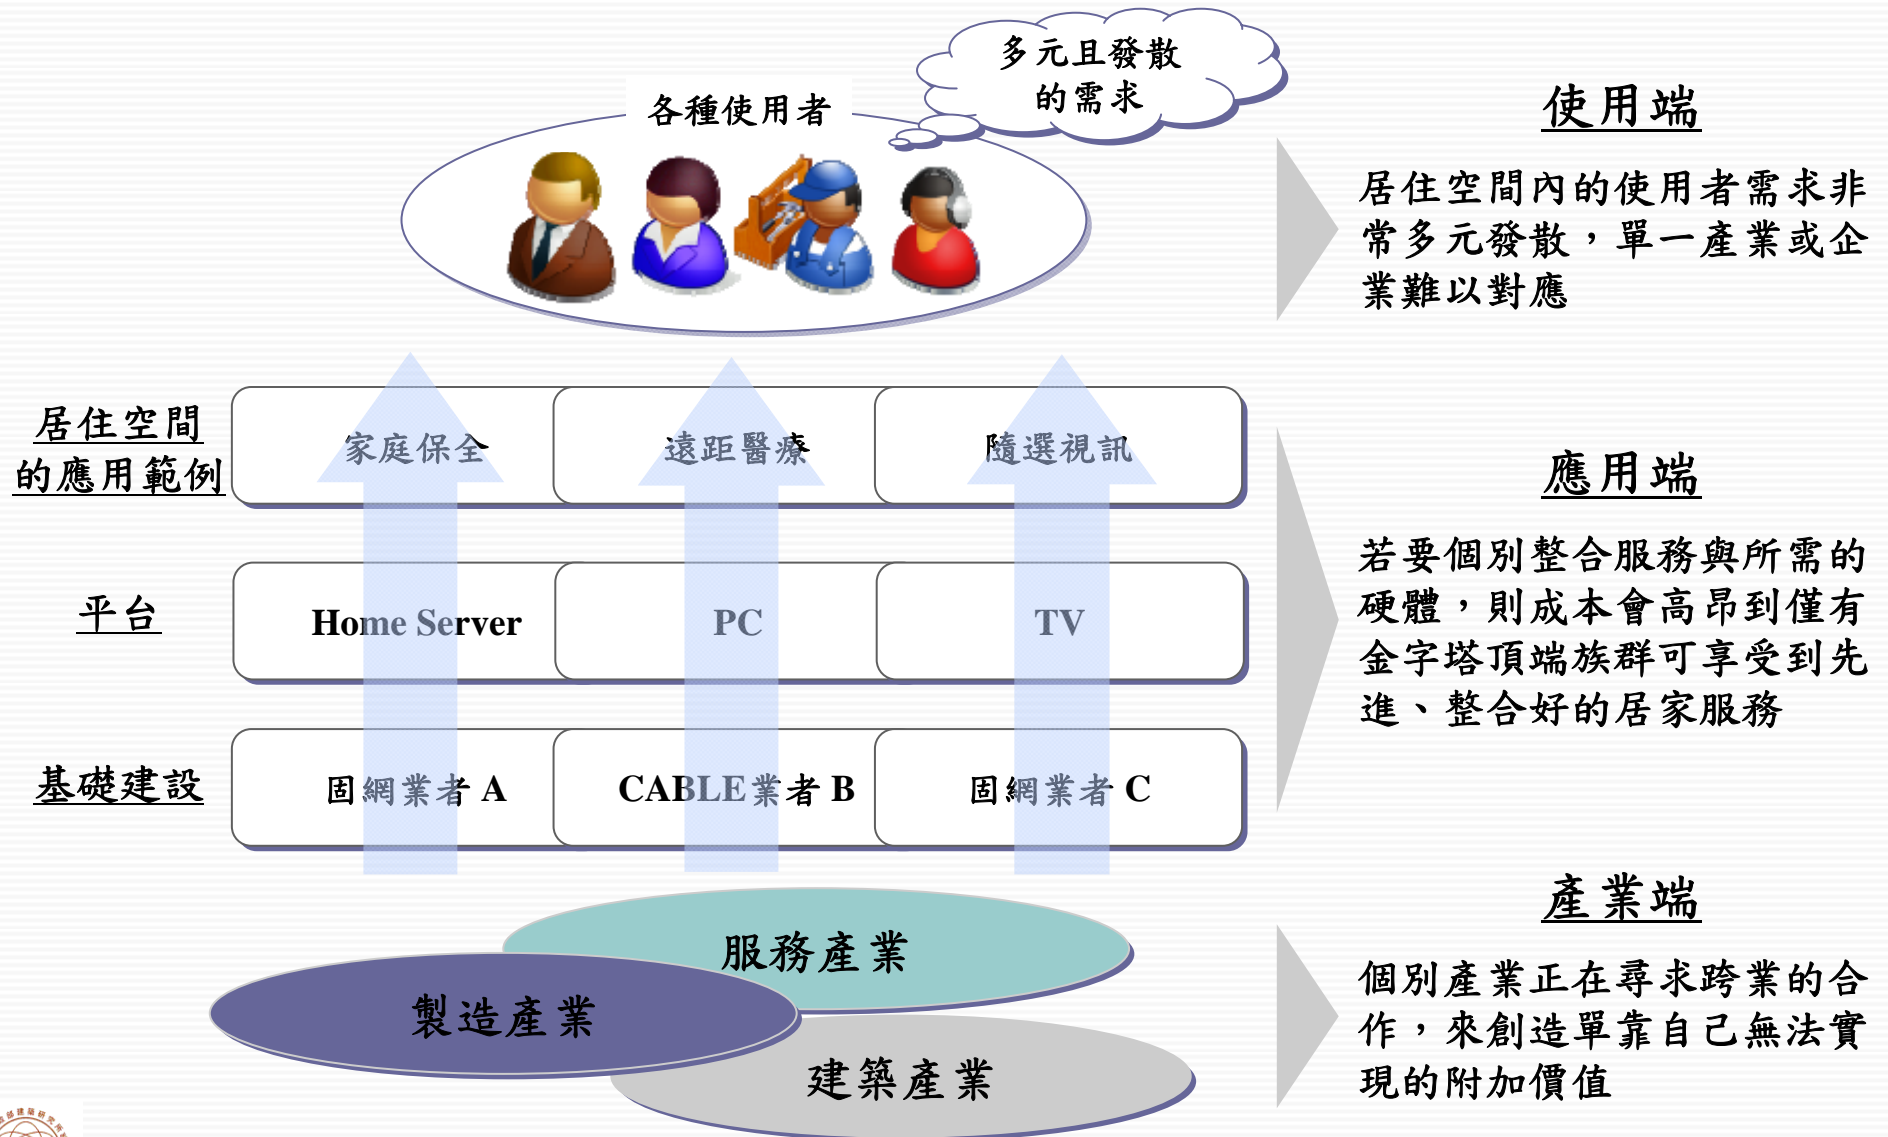 多元且發散
的需求
各種使用者
使用端
居住空間內的使用者需求非
常多元發散，單一產業或企
業難以對應
居住空間
的應用範例
家庭保全
遠距醫療
隨選視訊
應用端
若要個別整合服務與所需的
硬體，則成本會高昂到僅有
金字塔頂端族群可享受到先
進、整合好的居家服務
平台
Home Server
PC
TV
基礎建設
固網業者 A
CABLE業者 B
固網業者 C
產業端
個別產業正在尋求跨業的合
作，來創造單靠自己無法實
現的附加價值
服務產業
製造產業
建築產業